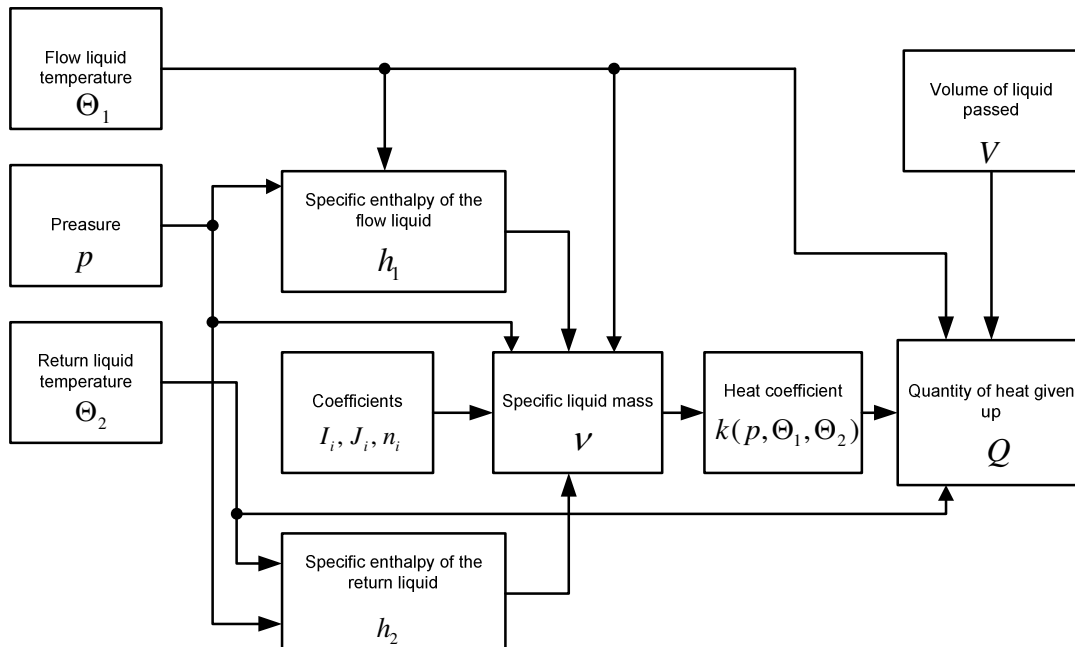 Flow liquid
temperature
Θ₁
Volume of liquid
passed
V
Preasure
p
Specific enthalpy of the
flow liquid
h₁
Return liquid
temperature
Θ₂
Coefficients
Iᵢ, Jᵢ, nᵢ
Specific liquid mass
ν
Heat coefficient
k(p,Θ₁,Θ₂)
Quantity of heat given
up
Q
Specific enthalpy of the
return liquid
h₂